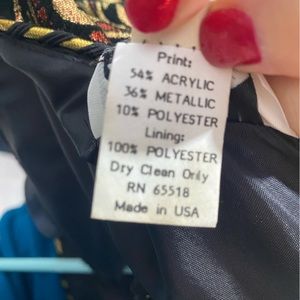 Print:
54% ACRYLIC
36% METALLIC
10% POLYESTER
Lining:
100% POLYESTER
Dry Clean Only
RN 65518
Made in USA